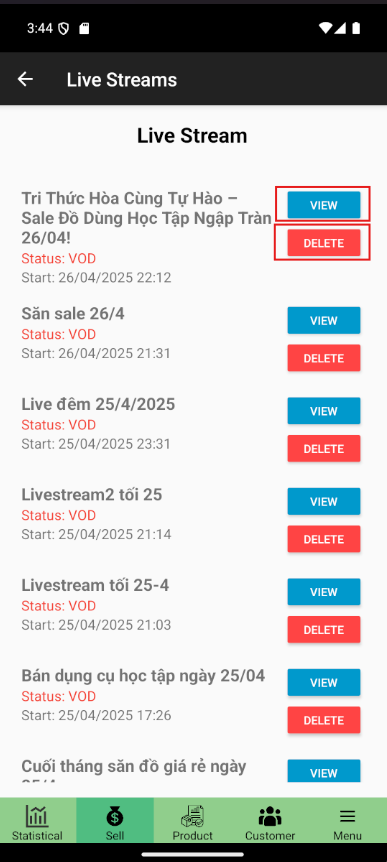 3:44
Live Streams
Live Stream
Tri Thức Hòa Cùng Tự Hào –
Sale Đồ Dùng Học Tập Ngập Tràn
26/04!
Status: VOD
Start: 26/04/2025 22:12
VIEW
DELETE
Săn sale 26/4
Status: VOD
Start: 26/04/2025 21:31
VIEW
DELETE
Live đêm 25/4/2025
Status: VOD
Start: 25/04/2025 23:31
VIEW
DELETE
Livestream2 tối 25
Status: VOD
Start: 25/04/2025 21:14
VIEW
DELETE
Livestream tối 25-4
Status: VOD
Start: 25/04/2025 21:03
VIEW
DELETE
Bán dụng cụ học tập ngày 25/04
Status: VOD
Start: 25/04/2025 17:26
VIEW
DELETE
Cuối tháng săn đồ giá rẻ ngày
25/4
VIEW
Statistical
Sell
Product
Customer
Menu